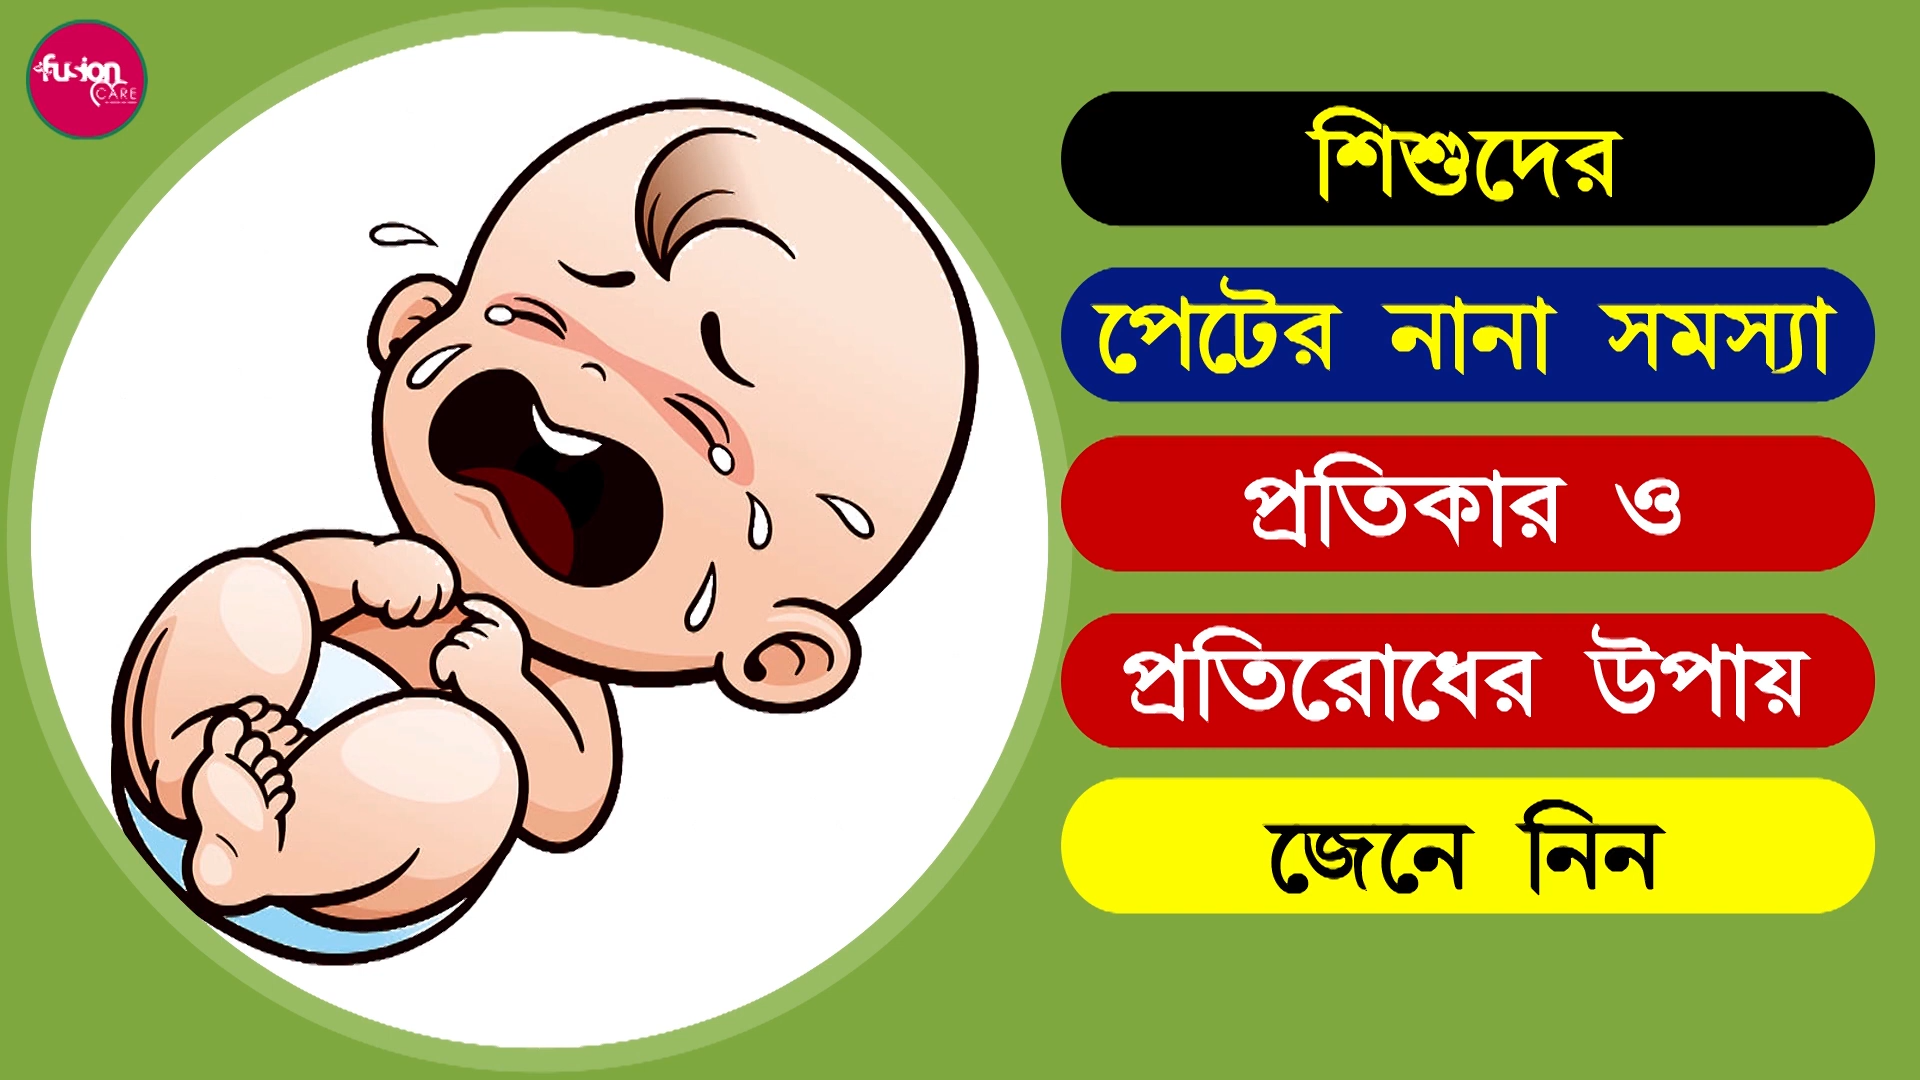 fusion
CARE
শিশুদের
পেটের নানা সমস্যা
প্রতিকার ও
প্রতিরোধের উপায়
জেনে নিন